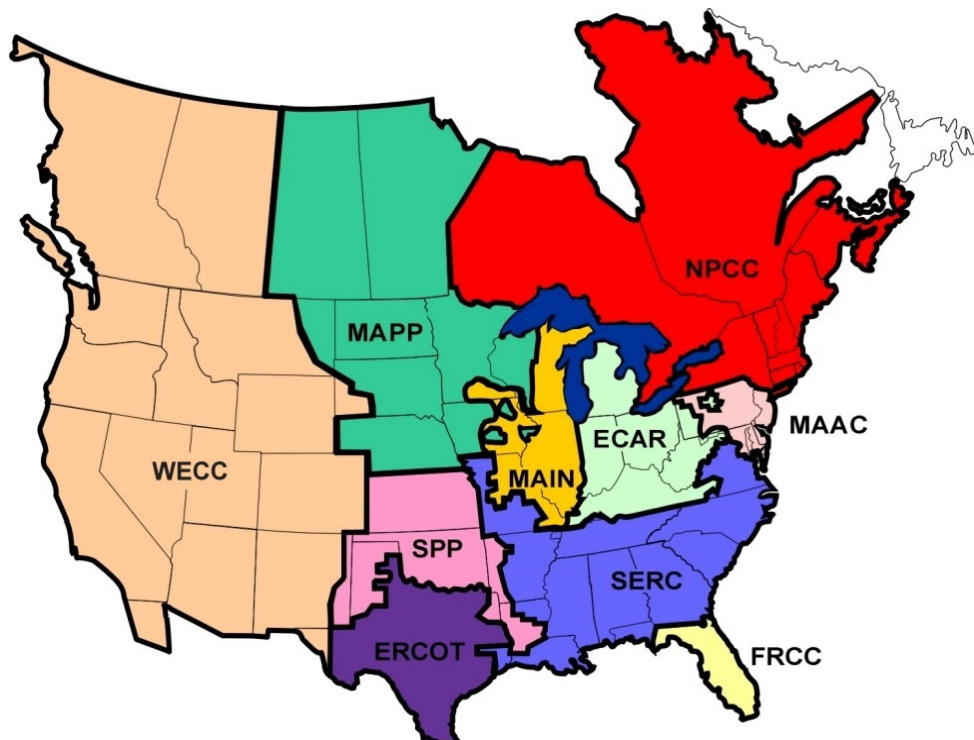 NPCC
MAPP
MAAC
ECAR
WECC
MAIN
SPP
SERC
ERCOT
FRCC